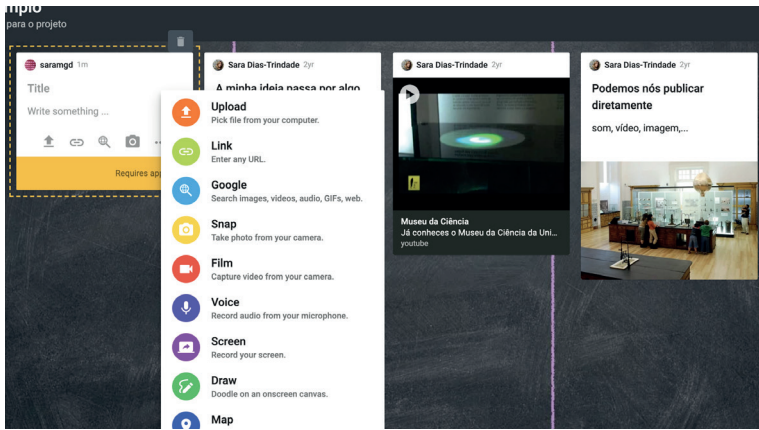 para o projeto
saramgd 1m
Title
Write something ...
Requires app
Sara Dias-Trindade 2yr
A minha ideia passa por algo
Upload
Pick file from your computer.
Link
Enter any URL.
Google
Search images, videos, audio, GIFs, web.
Snap
Take photo from your camera.
Film
Capture video from your camera.
Voice
Record audio from your microphone.
Screen
Record your screen.
Draw
Doodle on an onscreen canvas.
Map
Sara Dias-Trindade 2yr
Museu da Ciência
Já conheces o Museu da Ciência da Uni...
youtube
Sara Dias-Trindade 2yr
Podemos nós publicar
diretamente
som, vídeo, imagem,...